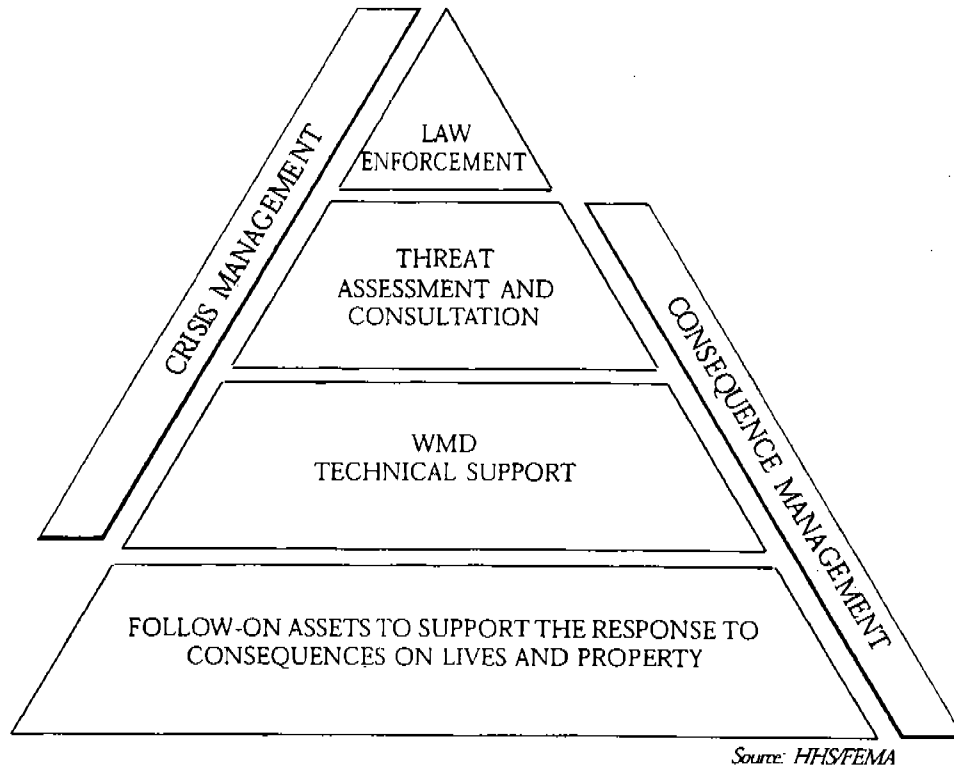 CRISIS MANAGEMENT
LAW
ENFORCEMENT
THREAT
ASSESSMENT AND
CONSULTATION
CONSEQUENCE MANAGEMENT
WMD
TECHNICAL SUPPORT
FOLLOW-ON ASSETS TO SUPPORT THE RESPONSE TO
CONSEQUENCES ON LIVES AND PROPERTY
Source: HHS/FEMA